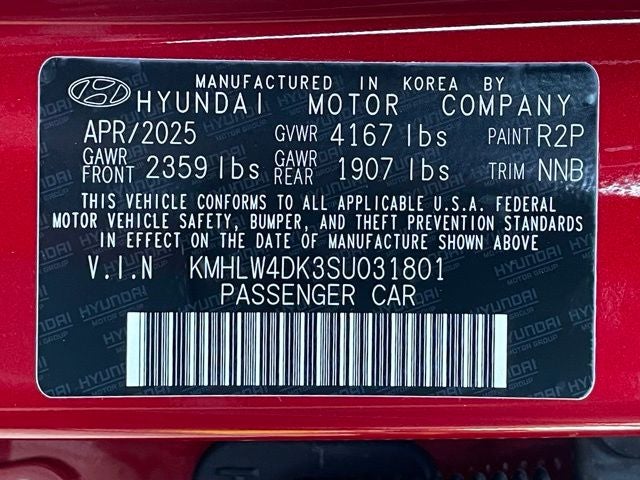 MANUFACTURED IN KOREA BY
HYUNDAI MOTOR COMPANY
APR/2025 GVWR 4167 lbs PAINT R2P
GAWR FRONT 2359 lbs GAWR REAR 1907 lbs TRIM NNB
THIS VEHICLE CONFORMS TO ALL APPLICABLE U.S.A. FEDERAL
MOTOR VEHICLE SAFETY, BUMPER, AND THEFT PREVENTION STANDARDS
IN EFFECT ON THE DATE OF MANUFACTURE SHOWN ABOVE
V.I.N KMHLW4DK3SU031801
PASSENGER CAR